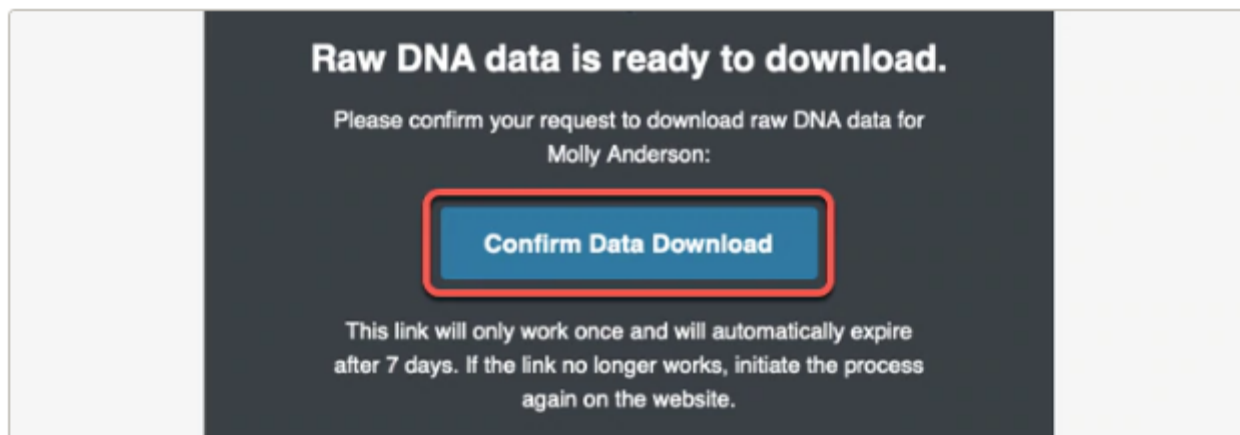 Raw DNA data is ready to download.
Please confirm your request to download raw DNA data for
Molly Anderson:
Confirm Data Download
This link will only work once and will automatically expire
after 7 days. If the link no longer works, initiate the process
again on the website.